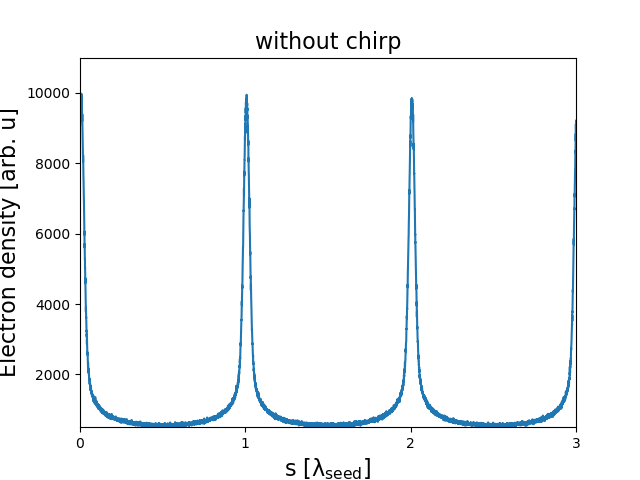 without chirp
Electron density [arb. u]
10000
8000
6000
4000
2000
0 1 2 3
s [λseed]